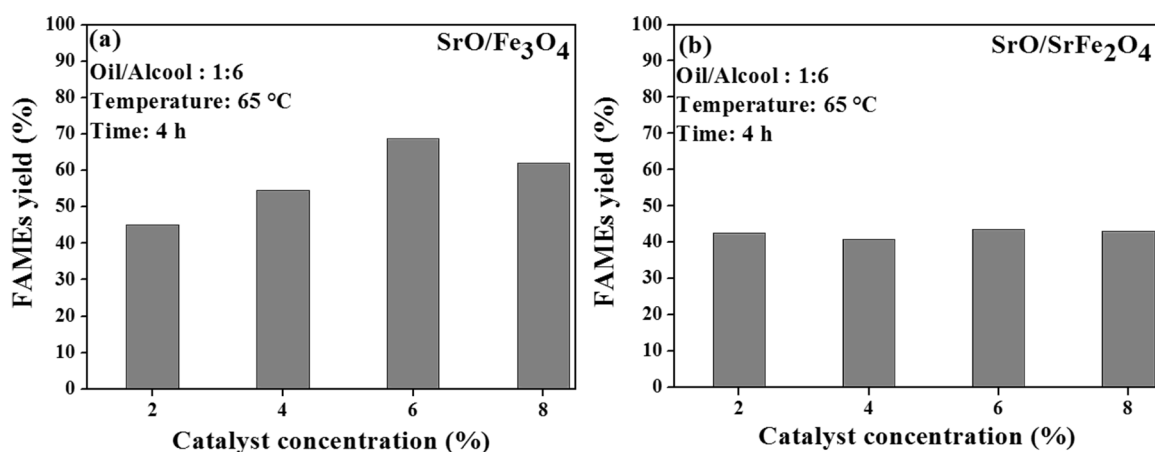 (a)
SrO/Fe3O4
Oil/Alcool : 1:6
Temperature: 65 °C
Time: 4 h
FAMEs yield (%)
100
90
80
70
60
50
40
30
20
10
0
2 4 6 8
Catalyst concentration (%)
(b)
SrO/SrFe2O4
Oil/Alcool : 1:6
Temperature: 65 °C
Time: 4 h
FAMEs yield (%)
100
90
80
70
60
50
40
30
20
10
0
2 4 6 8
Catalyst concentration (%)